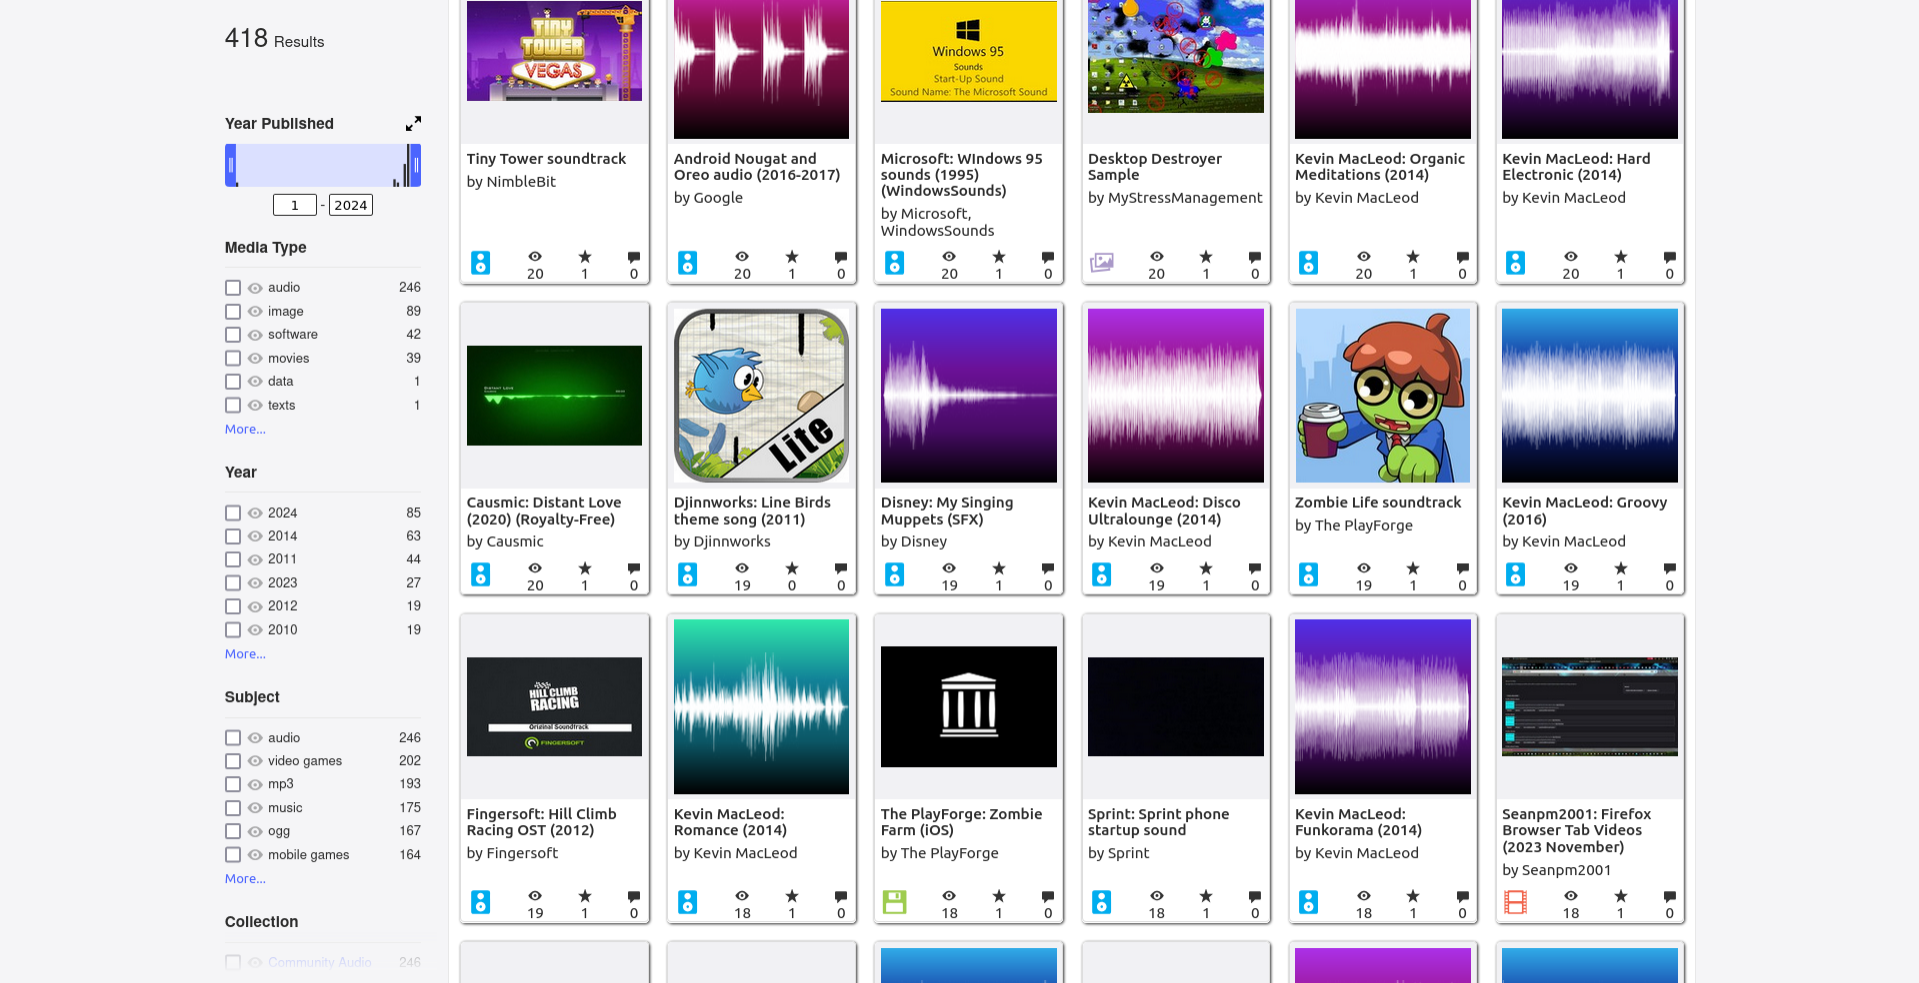 418 Results
Year Published
1 - 2024
Media Type
audio 246
image 89
software 42
movies 39
data 1
texts 1
More...
Year
2024 85
2014 63
2011 44
2023 27
2012 19
2010 19
More...
Subject
audio 246
video games 202
mp3 193
music 175
ogg 167
mobile games 164
More...
Collection
Community Audio 246
TINY
TOWER
VEGAS
Tiny Tower soundtrack
by NimbleBit
20 1 0
Android Nougat and
Oreo audio (2016-2017)
by Google
20 1 0
Windows 95
Sounds
Start-Up Sound
Sound Name: The Microsoft Sound
Microsoft: WIndows 95
sounds (1995)
(WindowsSounds)
by Microsoft,
WindowsSounds
20 1 0
Desktop Destroyer
Sample
by MyStressManagement
20 1 0
Kevin MacLeod: Organic
Meditations (2014)
by Kevin MacLeod
20 1 0
Kevin MacLeod: Hard
Electronic (2014)
by Kevin MacLeod
20 1 0
Distant Love
Causmic: Distant Love
(2020) (Royalty-Free)
by Causmic
20 1 0
Lite
Djinnworks: Line Birds
theme song (2011)
by Djinnworks
19 0 0
Disney: My Singing
Muppets (SFX)
by Disney
19 1 0
Kevin MacLeod: Disco
Ultralounge (2014)
by Kevin MacLeod
19 1 0
Zombie Life soundtrack
by The PlayForge
19 1 0
Kevin MacLeod: Groovy
(2016)
by Kevin MacLeod
19 1 0
HILL CLIMB
RACING
Original Soundtrack
FINGERSOFT
Fingersoft: Hill Climb
Racing OST (2012)
by Fingersoft
19 1 0
Kevin MacLeod:
Romance (2014)
by Kevin MacLeod
18 1 0
The PlayForge: Zombie
Farm (iOS)
by The PlayForge
18 1 0
Sprint: Sprint phone
startup sound
by Sprint
18 1 0
Kevin MacLeod:
Funkorama (2014)
by Kevin MacLeod
18 1 0
Seanpm2001: Firefox
Browser Tab Videos
(2023 November)
by Seanpm2001
18 1 0